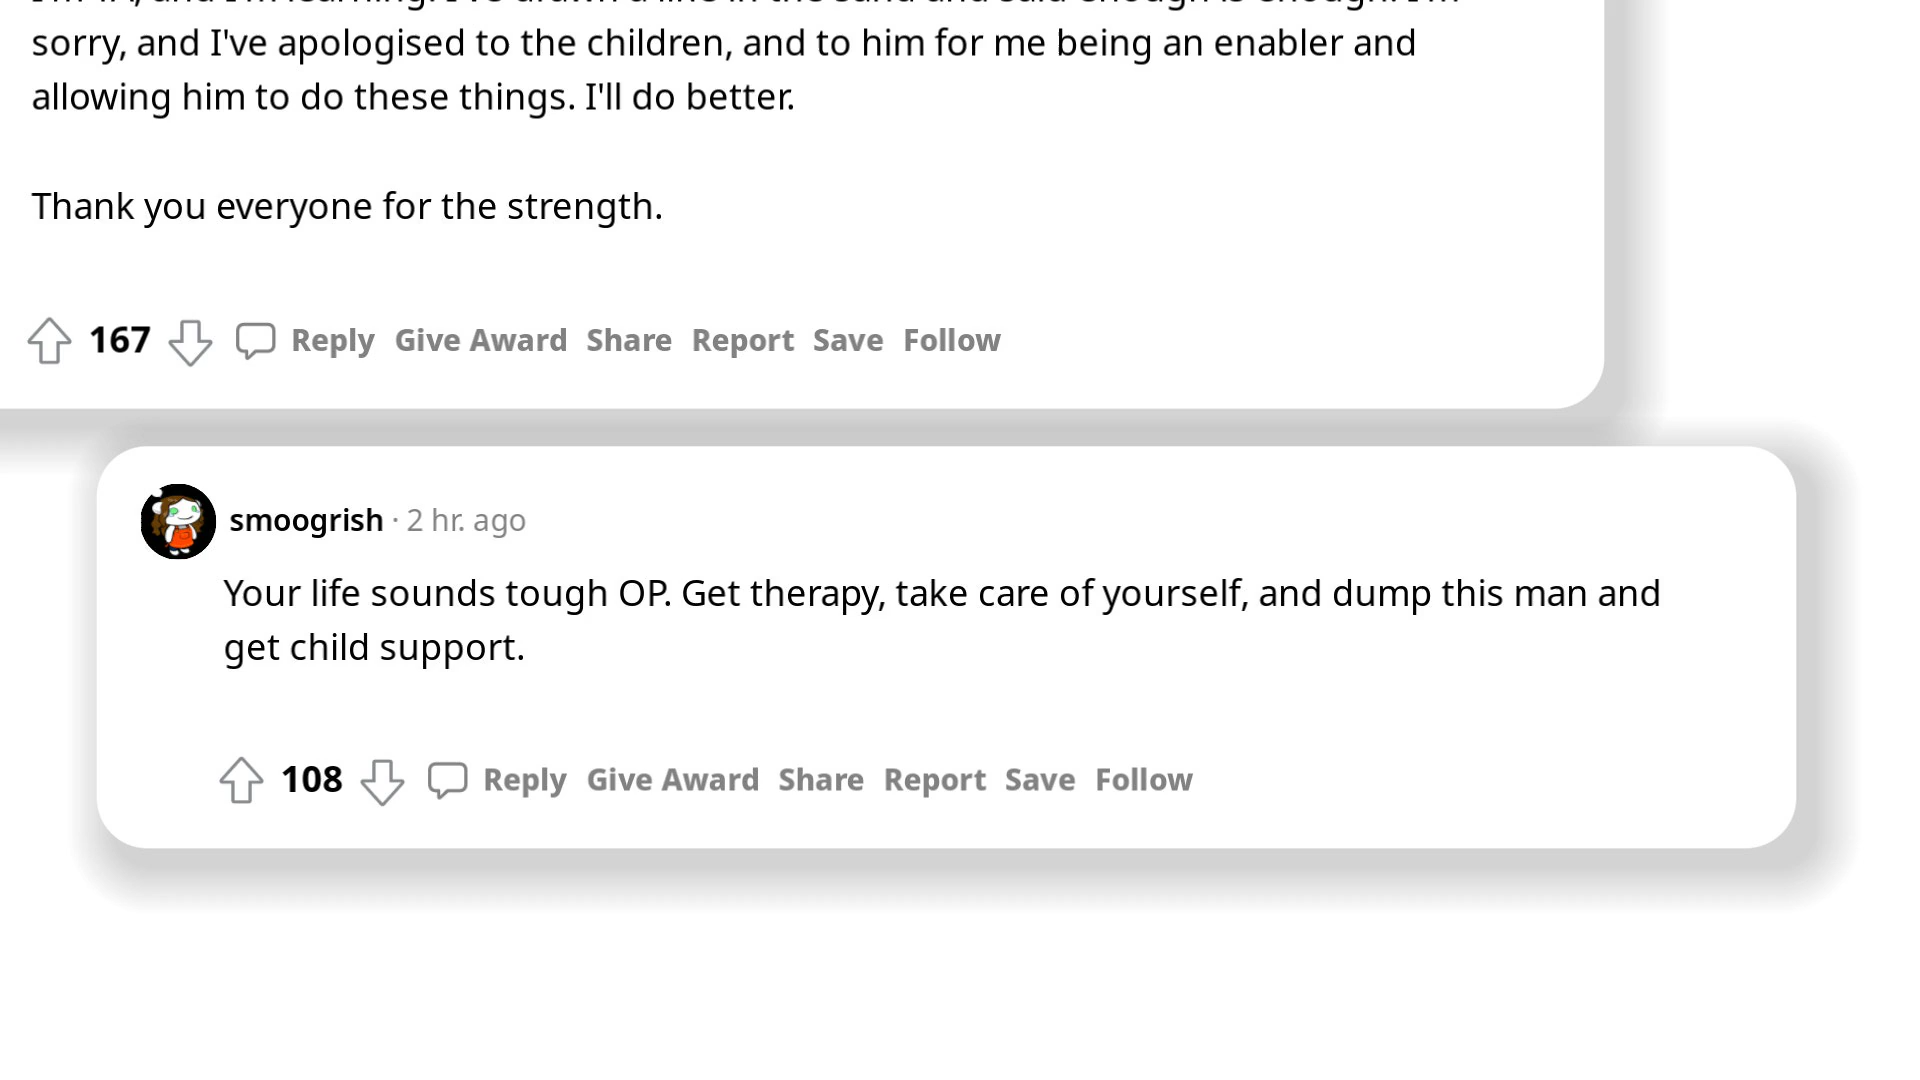 sorry, and I've apologised to the children, and to him for me being an enabler and
allowing him to do these things. I'll do better.
Thank you everyone for the strength.
167 Reply Give Award Share Report Save Follow
smoogrish · 2 hr. ago
Your life sounds tough OP. Get therapy, take care of yourself, and dump this man and
get child support.
108 Reply Give Award Share Report Save Follow